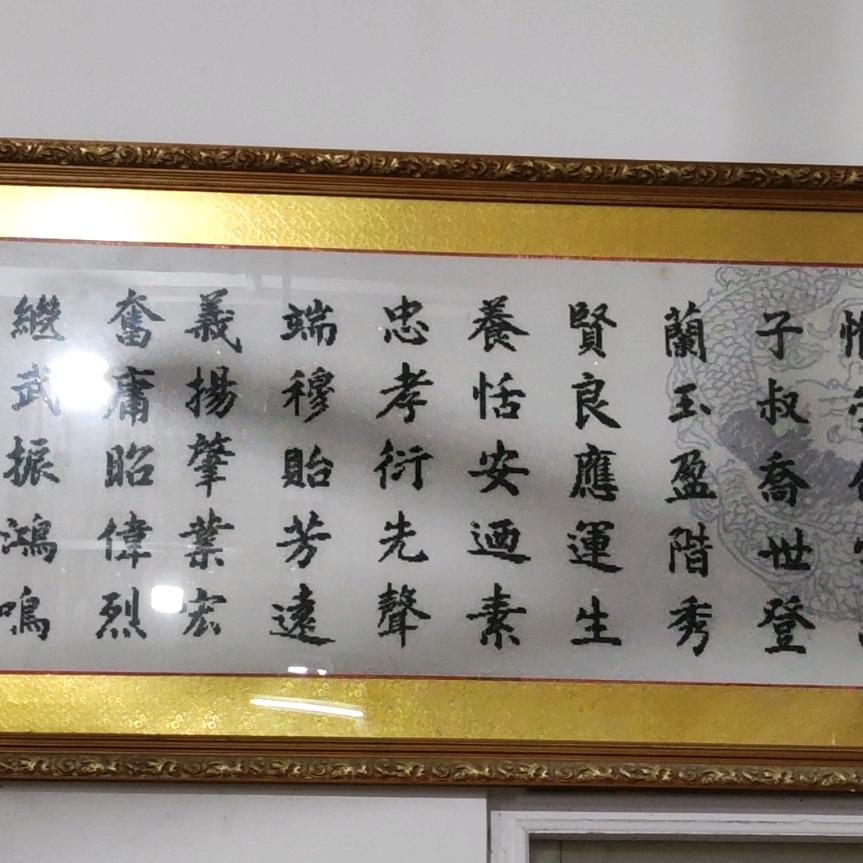 子叔喬世登
蘭玉盈階秀
賢良應運生
養恬安迺素
忠孝衍先聲
端穆貽芳遠
義揚肇業宏
奮庸昭偉烈
繼武振鴻鳴